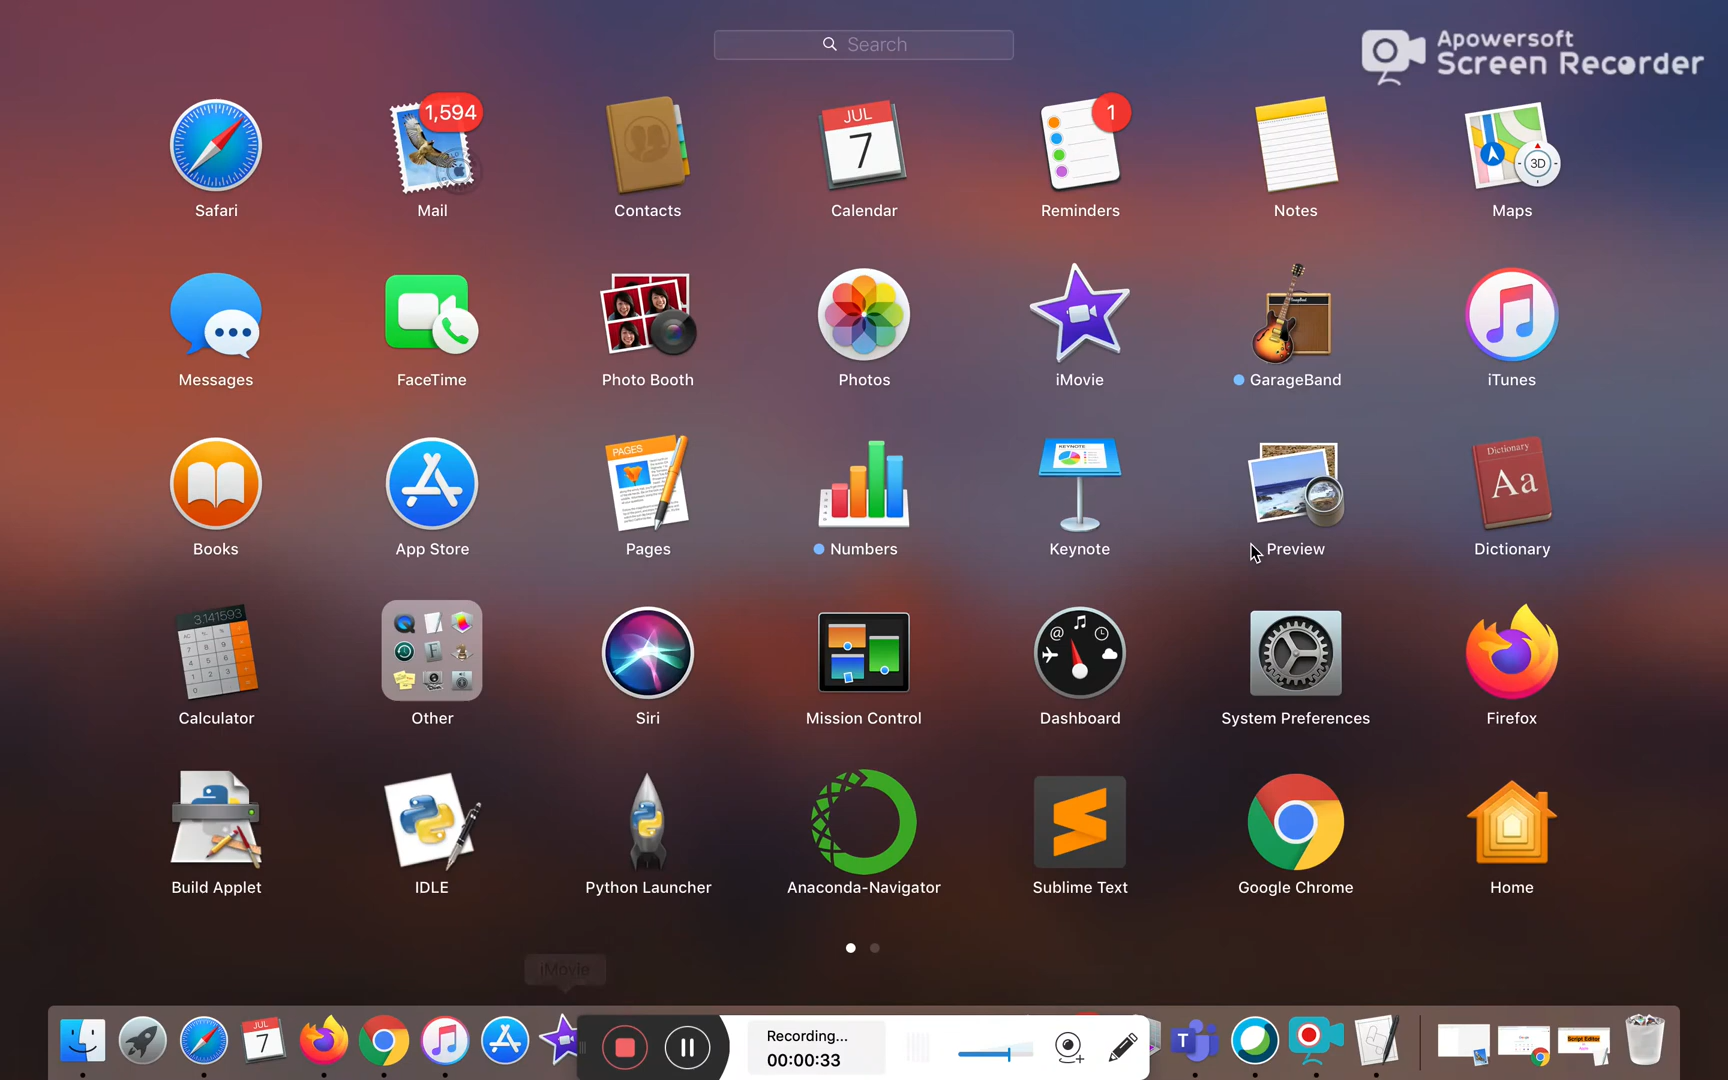 Search
Apowersoft
Screen Recorder
1,594
JUL
7
1
3D
Safari
Mail
Contacts
Calendar
Reminders
Notes
Maps
Messages
FaceTime
Photo Booth
Photos
iMovie
GarageBand
iTunes
PAGES
KEYNOTE
Dictionary
Aa
Books
App Store
Pages
Numbers
Keynote
Preview
Dictionary
3.141593
Calculator
Other
Siri
Mission Control
Dashboard
System Preferences
Firefox
Build Applet
IDLE
Python Launcher
Anaconda-Navigator
Sublime Text
Google Chrome
Home
iMovie
JUL
7
Recording...
00:00:33
T
Script Editor